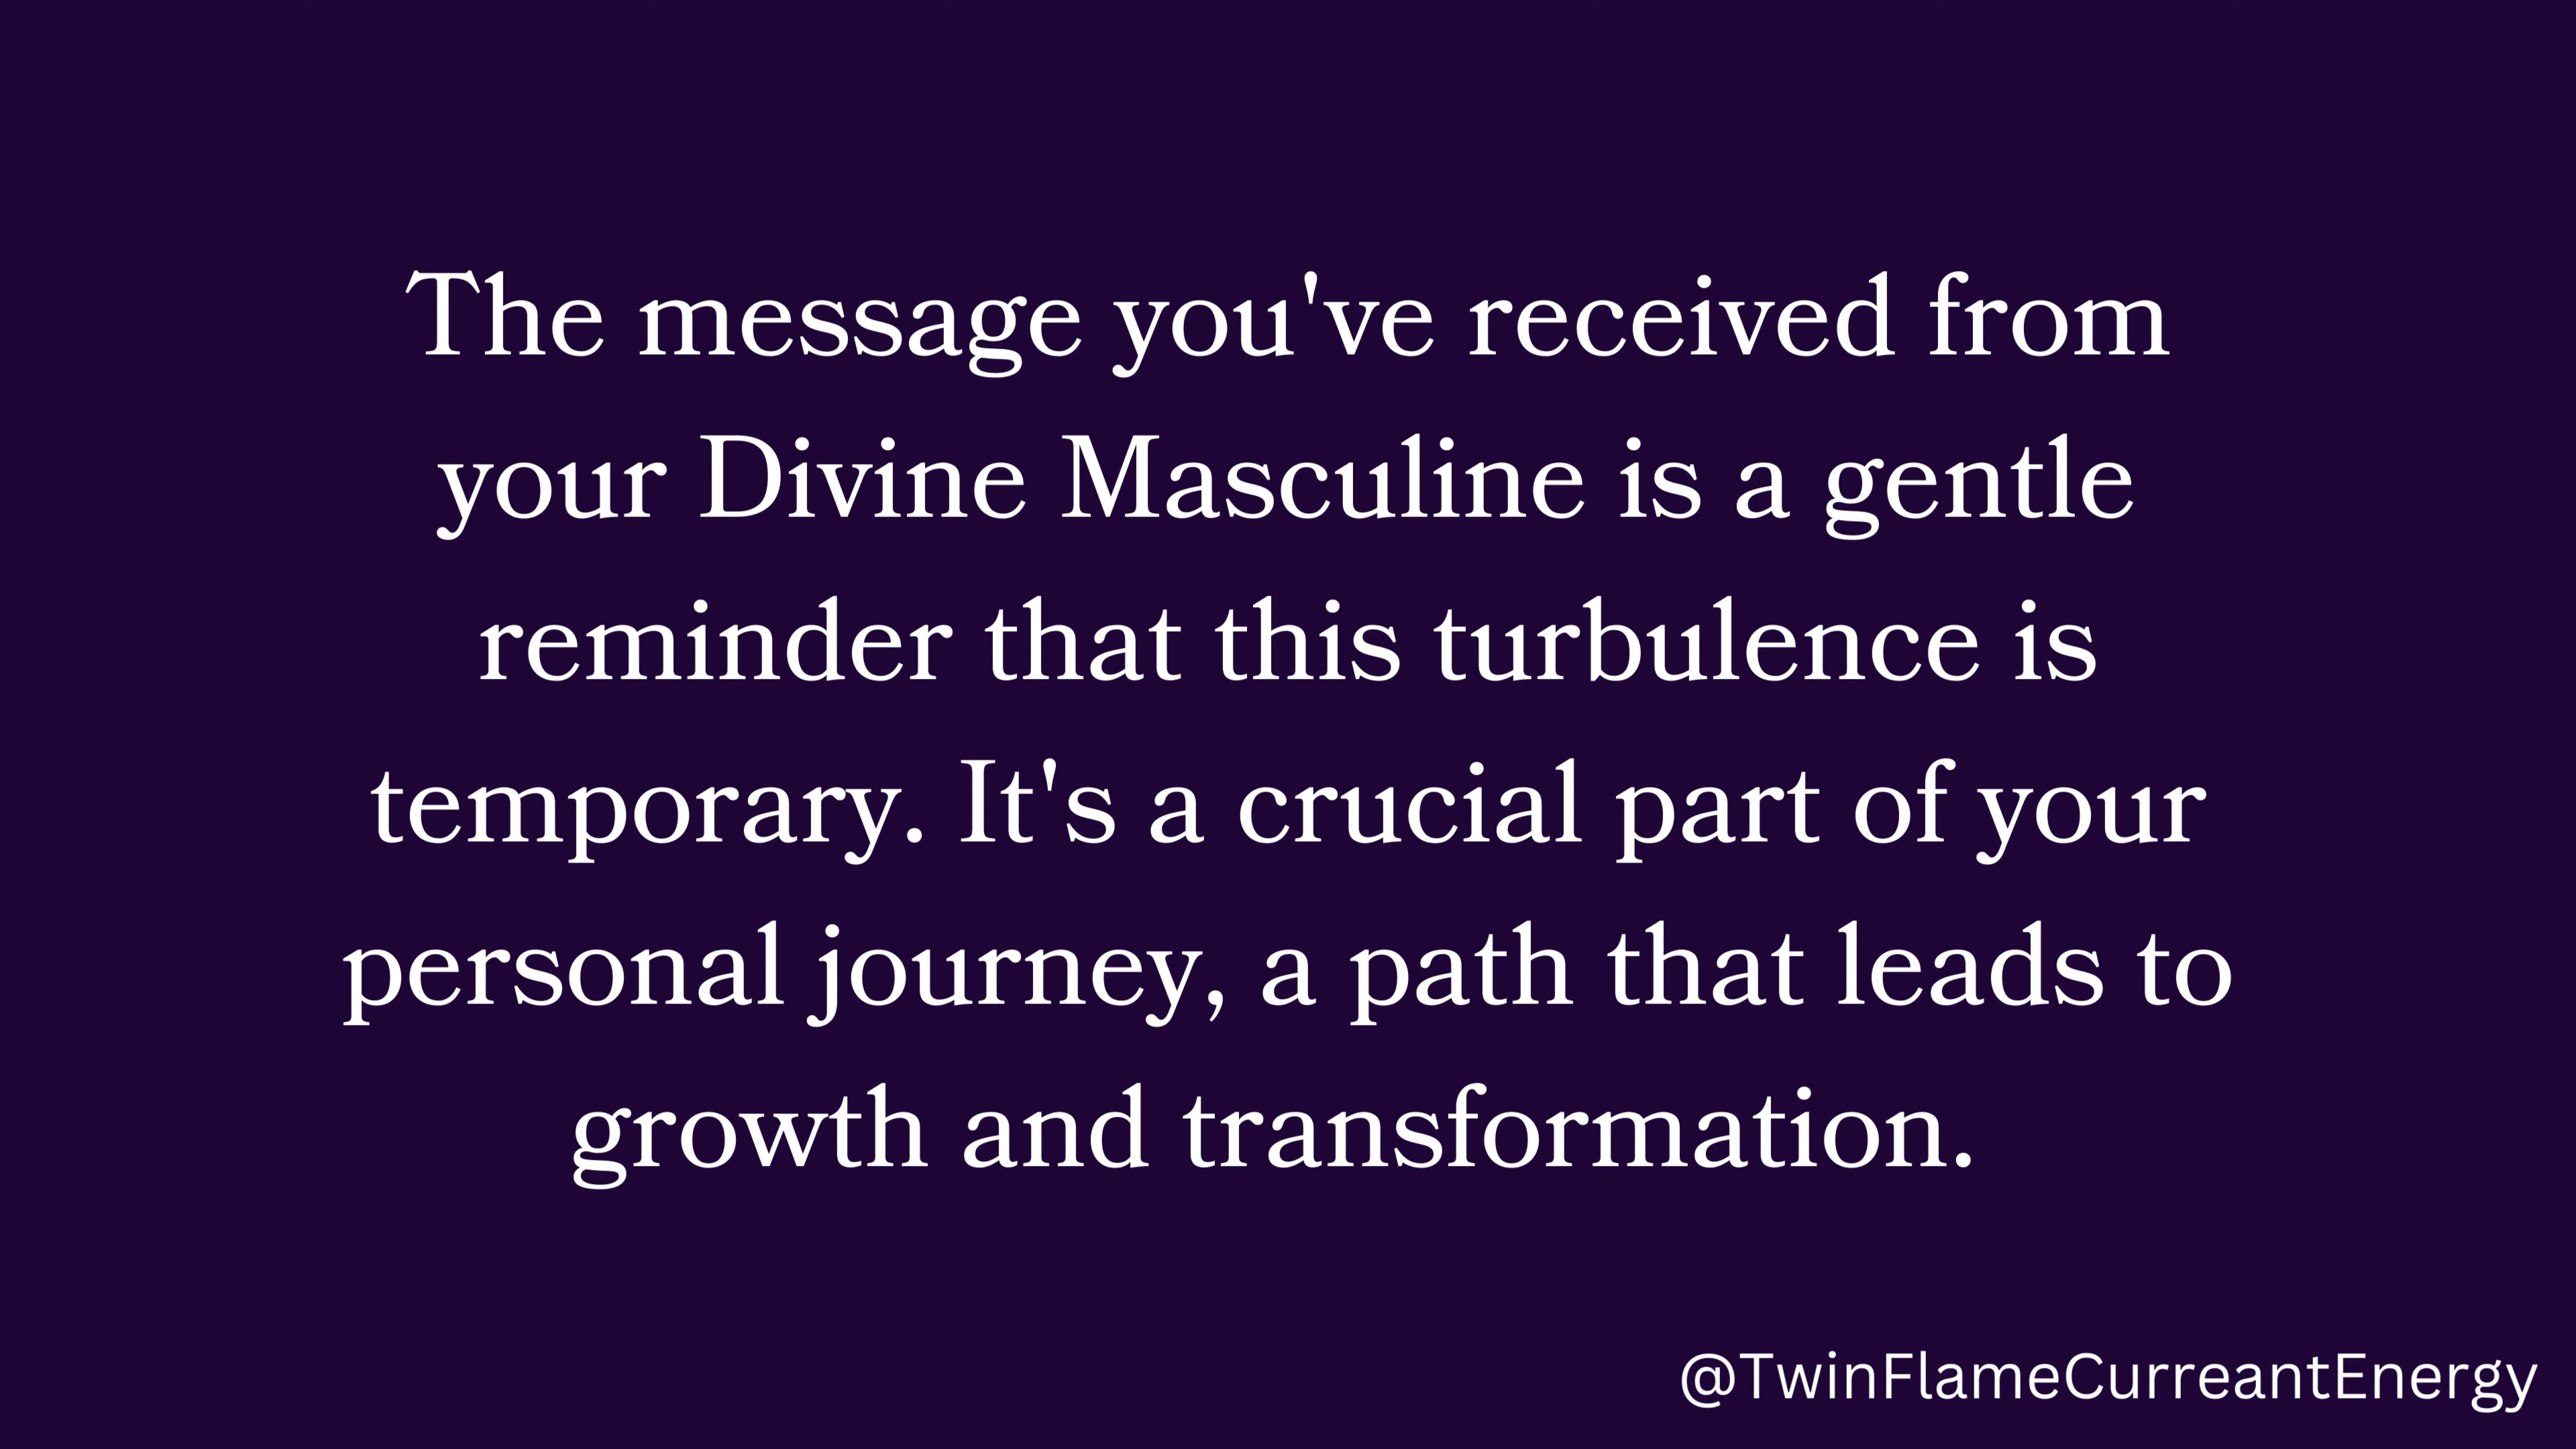 The message you've received from
your Divine Masculine is a gentle
reminder that this turbulence is
temporary. It's a crucial part of your
personal journey, a path that leads to
growth and transformation.
@TwinFlameCurreantEnergy